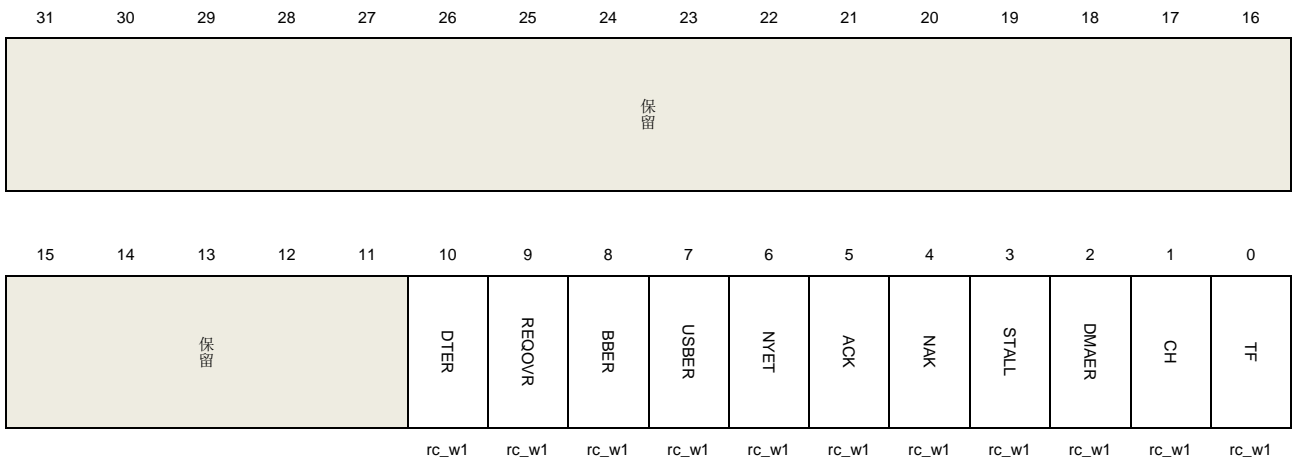 31 30 29 28 27 26 25 24 23 22 21 20 19 18 17 16
保留
15 14 13 12 11 10 9 8 7 6 5 4 3 2 1 0
保留 DTER REQOVR BBER USBER NYET ACK NAK STALL DMAER CH TF
rc_w1 rc_w1 rc_w1 rc_w1 rc_w1 rc_w1 rc_w1 rc_w1 rc_w1 rc_w1 rc_w1